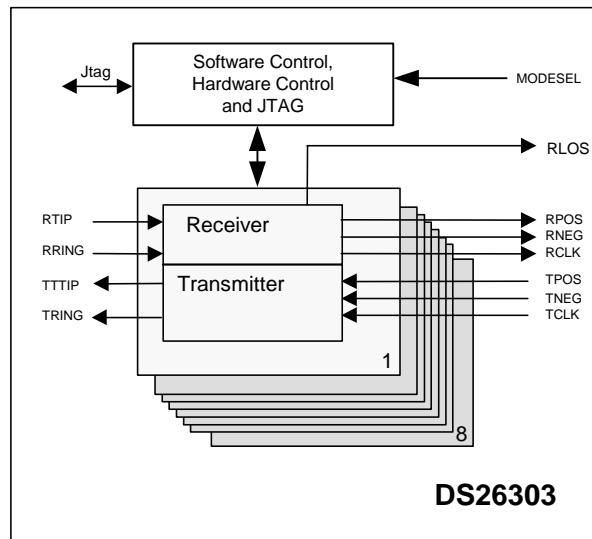 Software Control,
Hardware Control
and JTAG
Jtag
MODESEL
RLOS
RTIP
RRING
TTTIP
TRING
Receiver
Transmitter
RPOS
RNEG
RCLK
TPOS
TNEG
TCLK
1
8
DS26303